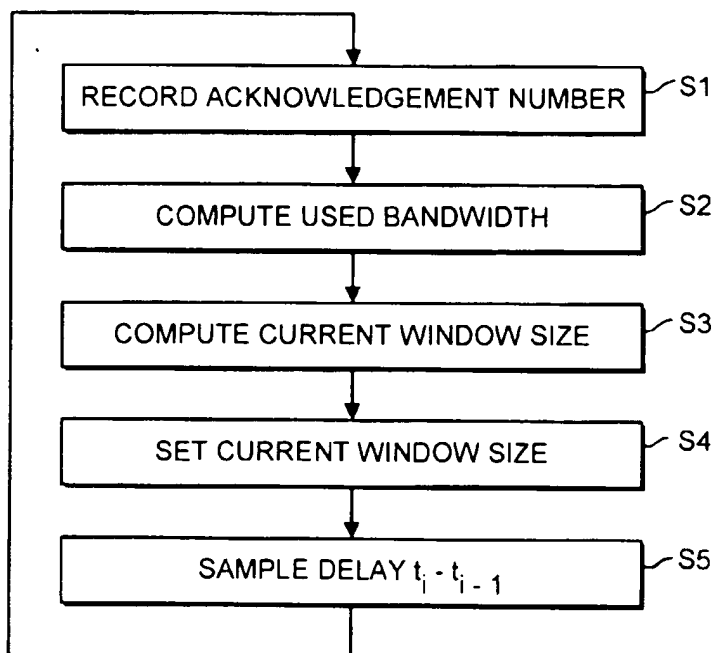 RECORD ACKNOWLEDGEMENT NUMBER S1
COMPUTE USED BANDWIDTH S2
COMPUTE CURRENT WINDOW SIZE S3
SET CURRENT WINDOW SIZE S4
SAMPLE DELAY t_i - t_{i - 1} S5